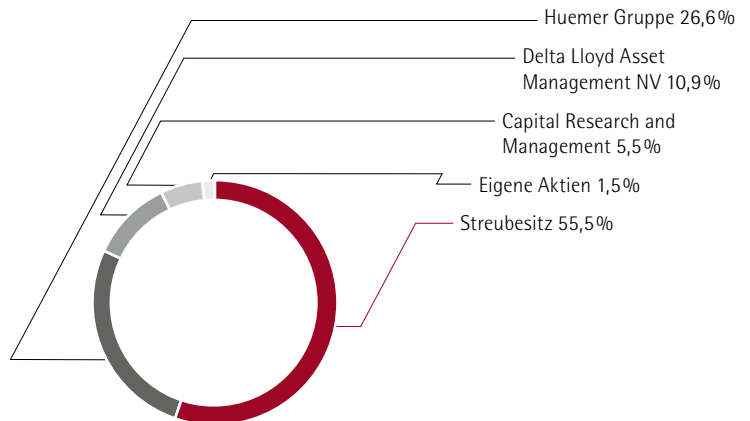 Huemer Gruppe 26,6%
Delta Lloyd Asset
Management NV 10,9%
Capital Research and
Management 5,5%
Eigene Aktien 1,5%
Streubesitz 55,5%